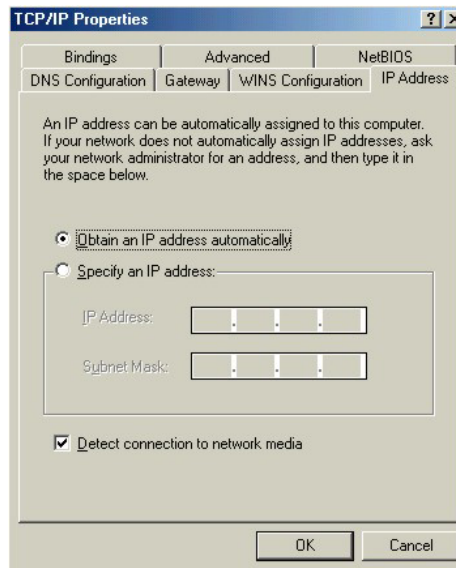 TCP/IP Properties
Bindings Advanced NetBIOS
DNS Configuration Gateway WINS Configuration IP Address
An IP address can be automatically assigned to this computer.
If your network does not automatically assign IP addresses, ask
your network administrator for an address, and then type it in
the space below.
Obtain an IP address automatically
Specify an IP address:
IP Address:
Subnet Mask:
Detect connection to network media
OK Cancel